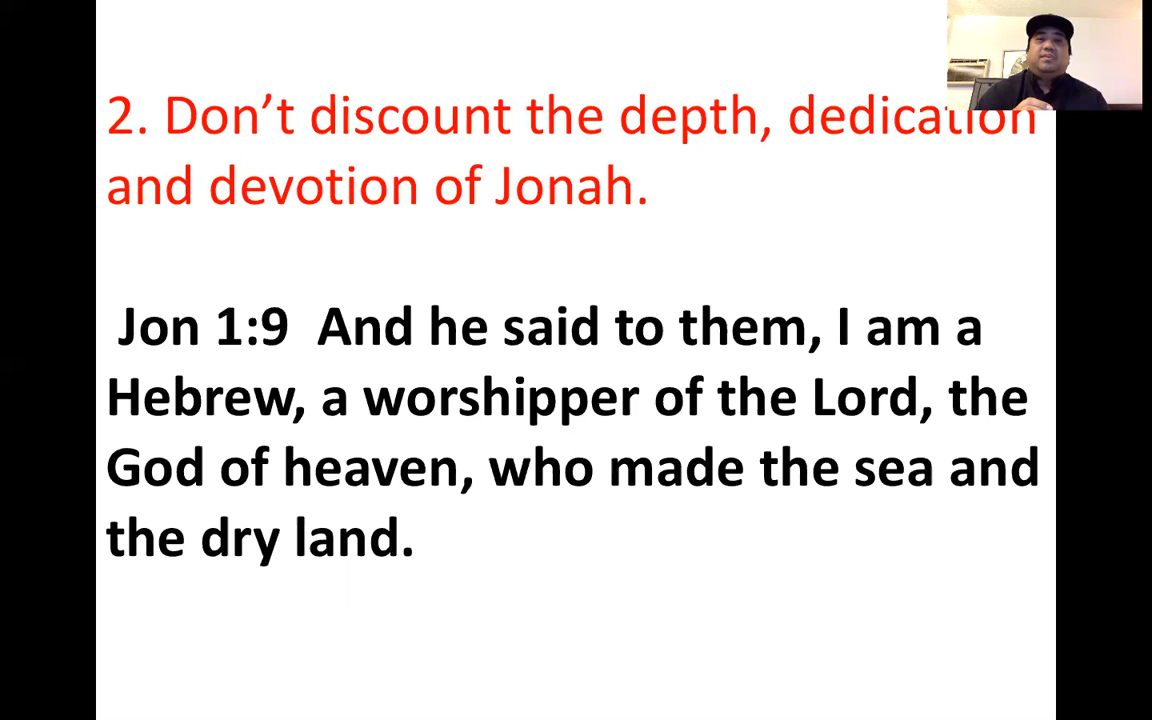 2. Don’t discount the depth, dedication
and devotion of Jonah.
Jon 1:9  And he said to them, I am a
Hebrew, a worshipper of the Lord, the
God of heaven, who made the sea and
the dry land.